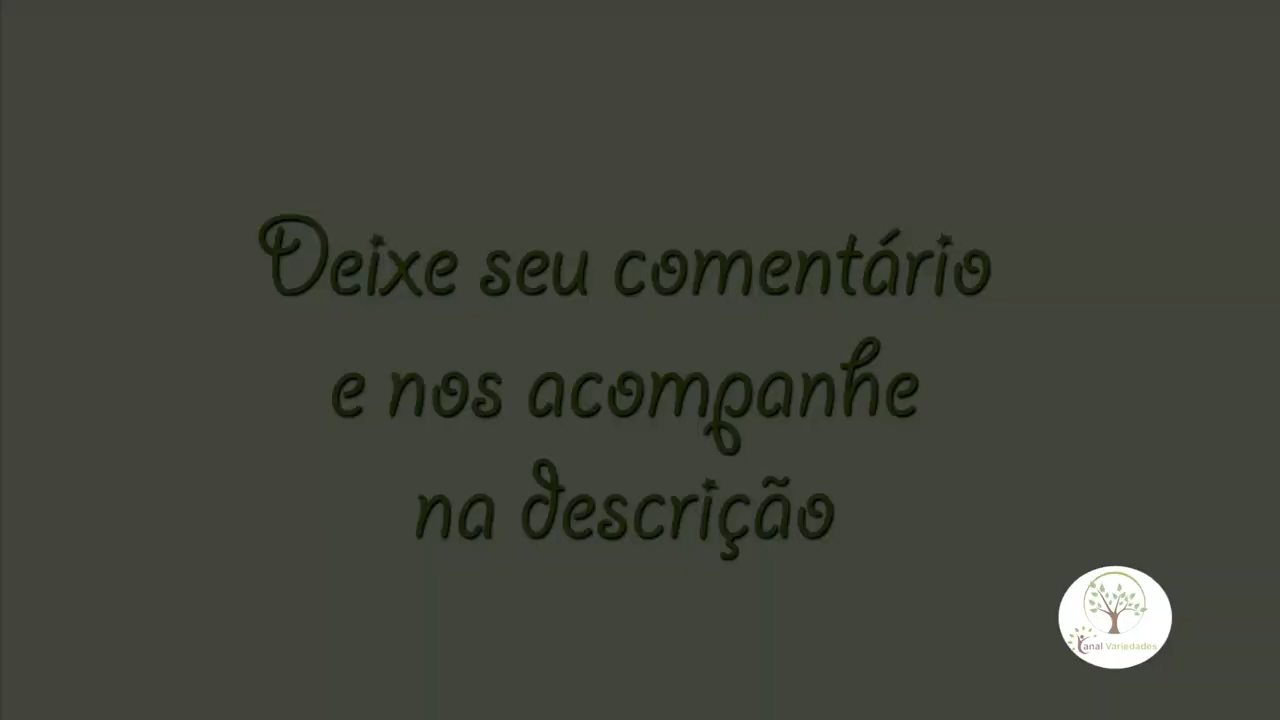 Deixe seu comentário
e nos acompanhe
na descrição
Canal Variedades